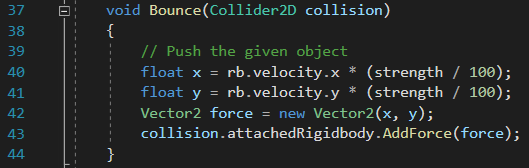 37 void Bounce(Collider2D collision)
38 {
39 // Push the given object
40 float x = rb.velocity.x * (strength / 100);
41 float y = rb.velocity.y * (strength / 100);
42 Vector2 force = new Vector2(x, y);
43 collision.attachedRigidbody.AddForce(force);
44 }